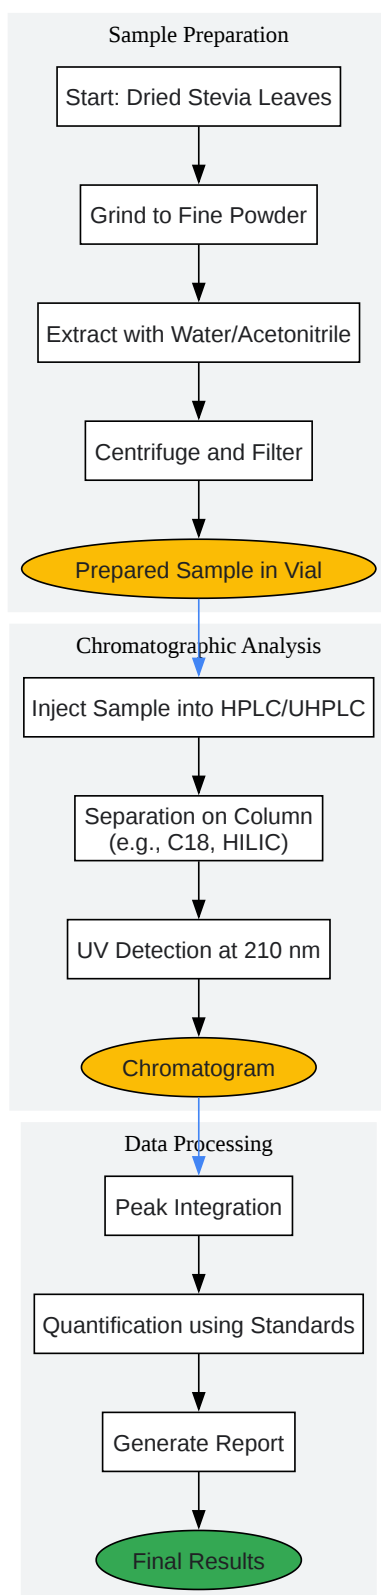 Sample Preparation
Start: Dried Stevia Leaves
Grind to Fine Powder
Extract with Water/Acetonitrile
Centrifuge and Filter
Prepared Sample in Vial
Chromatographic Analysis
Inject Sample into HPLC/UHPLC
Separation on Column
(e.g., C18, HILIC)
UV Detection at 210 nm
Chromatogram
Data Processing
Peak Integration
Quantification using Standards
Generate Report
Final Results